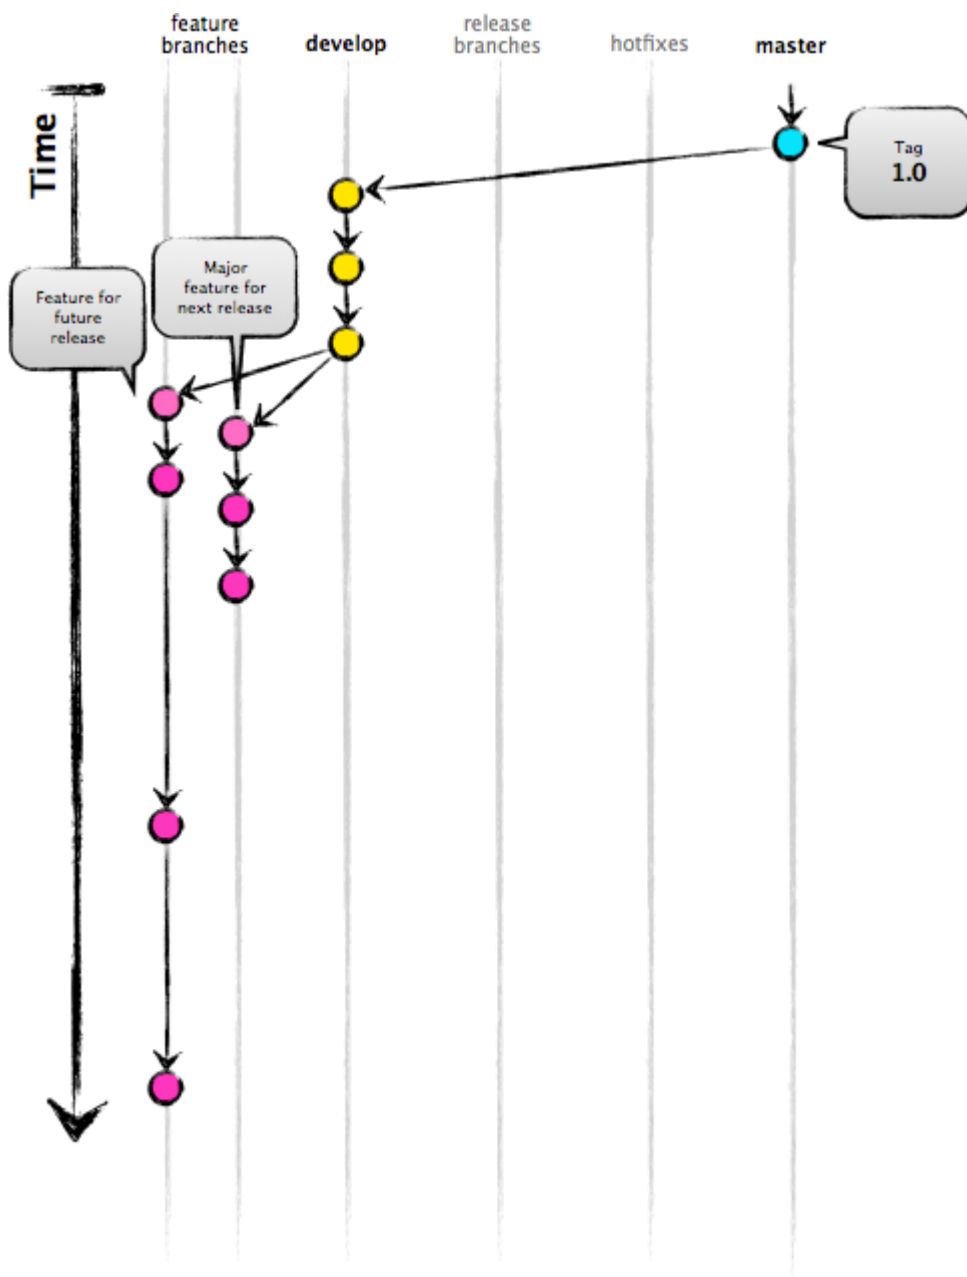 feature
branches
develop
release
branches
hotfixes
master
Time
Tag
1.0
Major
feature for
next release
Feature for
future
release